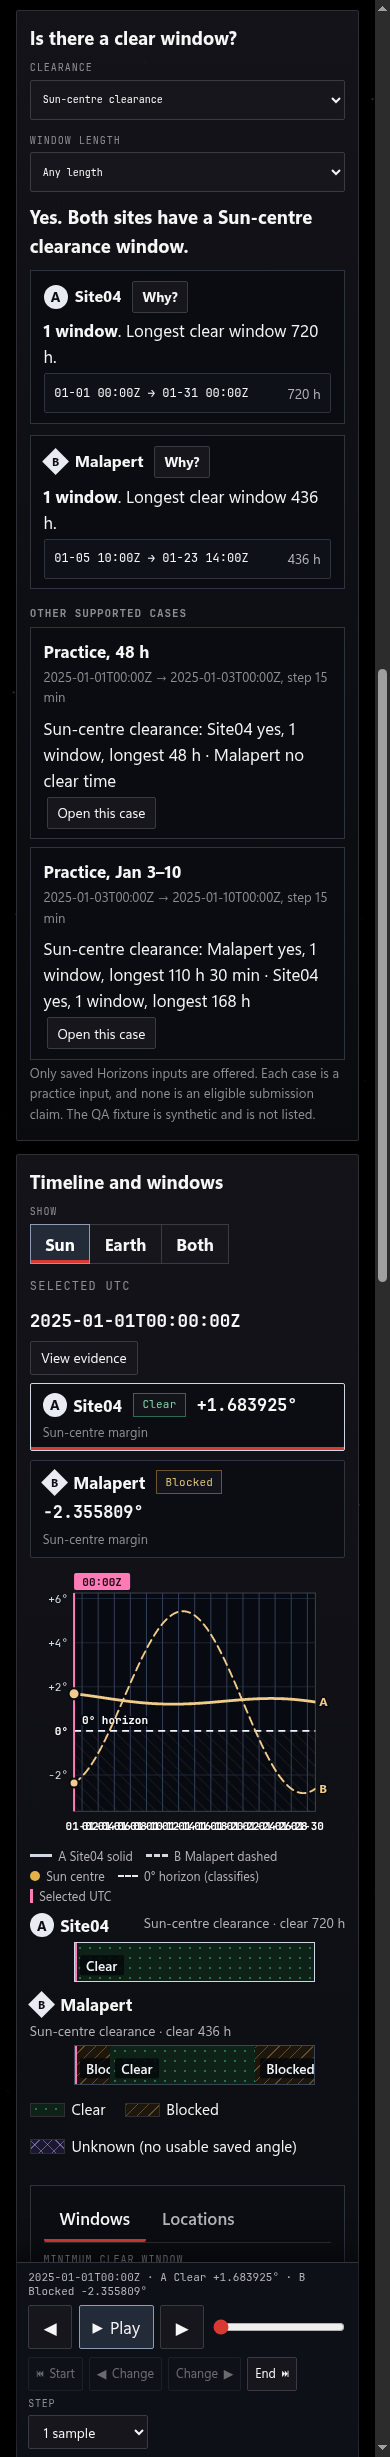 Is there a clear window?
CLEARANCE
Sun-centre clearance
WINDOW LENGTH
Any length
Yes. Both sites have a Sun-centre
clearance window.
A Site04 Why?
1 window. Longest clear window 720
h.
01-01 00:00Z → 01-31 00:00Z 720 h
B Malapert Why?
1 window. Longest clear window 436
h.
01-05 10:00Z → 01-23 14:00Z 436 h
OTHER SUPPORTED CASES
Practice, 48 h
2025-01-01T00:00Z → 2025-01-03T00:00Z, step 15
min
Sun-centre clearance: Site04 yes, 1
window, longest 48 h · Malapert no
clear time
Open this case
Practice, Jan 3–10
2025-01-03T00:00Z → 2025-01-10T00:00Z, step 15
min
Sun-centre clearance: Malapert yes, 1
window, longest 110 h 30 min · Site04
yes, 1 window, longest 168 h
Open this case
Only saved Horizons inputs are offered. Each case is a
practice input, and none is an eligible submission
claim. The QA fixture is synthetic and is not listed.
Timeline and windows
SHOW
Sun Earth Both
SELECTED UTC
2025-01-01T00:00:00Z
View evidence
A Site04 Clear +1.683925°
Sun-centre margin
B Malapert Blocked
-2.355809°
Sun-centre margin
00:00Z
+6°
+4°
+2°
A
0° horizon
0°
-2°
B
A Site04 solid B Malapert dashed
Sun centre 0° horizon (classifies)
Selected UTC
A Site04 Sun-centre clearance · clear 720 h
Clear
B Malapert
Sun-centre clearance · clear 436 h
Bloc Clear Blocked
Clear Blocked
Unknown (no usable saved angle)
Windows Locations
MINIMUM CLEAR WINDOW
2025-01-01T00:00Z · A Clear +1.683925° · B
Blocked -2.355809°
◀ ▶ Play ▶
⏮ Start ◀ Change Change ▶ End ⏭
STEP
1 sample